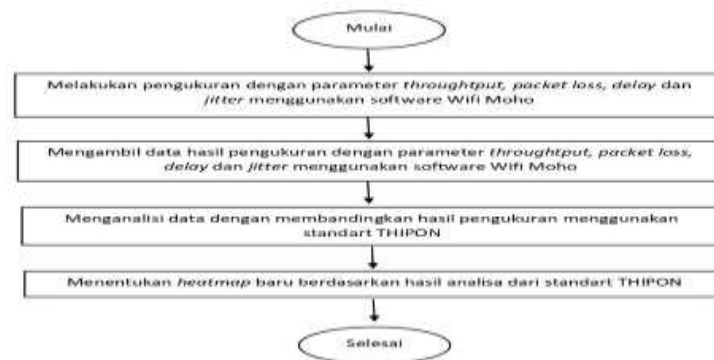 Mulai
Melakukan pengukuran dengan parameter throughtput, packet loss, delay dan
jitter menggunakan software Wifi Moho
Mengambil data hasil pengukuran dengan parameter throughtput, packet loss,
delay dan jitter menggunakan software Wifi Moho
Menganalisi data dengan membandingkan hasil pengukuran menggunakan
standart THIPON
Menentukan heatmap baru berdasarkan hasil analisa dari standart THIPON
Selesai